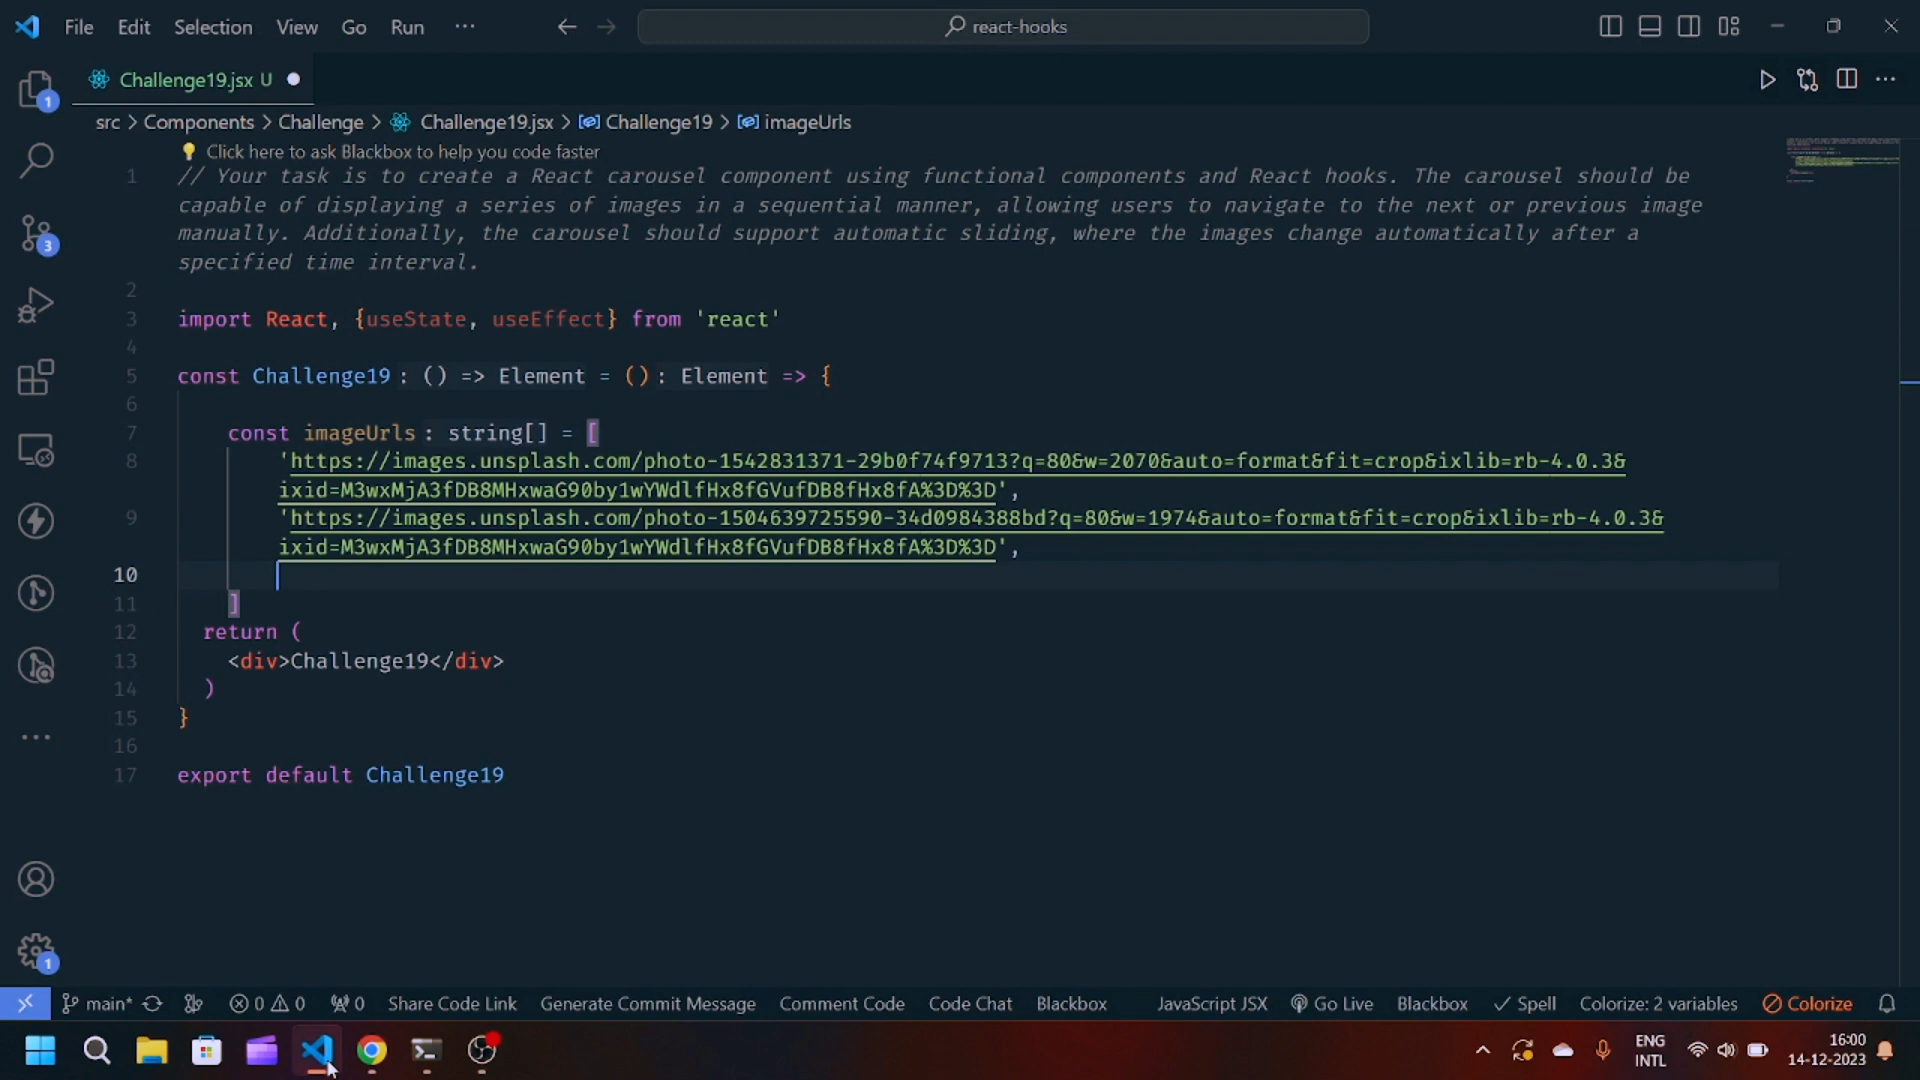 File Edit Selection View Go Run ··· react-hooks
Challenge19.jsx U
src > Components > Challenge > Challenge19.jsx > Challenge19 > imageUrls
Click here to ask Blackbox to help you code faster
1 // Your task is to create a React carousel component using functional components and React hooks. The carousel should be
capable of displaying a series of images in a sequential manner, allowing users to navigate to the next or previous image
manually. Additionally, the carousel should support automatic sliding, where the images change automatically after a
specified time interval.
2
3 import React, {useState, useEffect} from 'react'
4
5 const Challenge19: () => Element = (): Element => {
6
7 const imageUrls: string[] = [
8 'https://images.unsplash.com/photo-1542831371-29b0f74f9713?q=80&w=2070&auto=format&fit=crop&ixlib=rb-4.0.3&
ixid=M3wxMjA3fDB8MHxwaG90by1wYWdlfHx8fGVufDB8fHx8fA%3D%3D',
9 'https://images.unsplash.com/photo-1504639725590-34d0984388bd?q=80&w=1974&auto=format&fit=crop&ixlib=rb-4.0.3&
ixid=M3wxMjA3fDB8MHxwaG90by1wYWdlfHx8fGVufDB8fHx8fA%3D%3D',
10
11 ]
12 return (
13 <div>Challenge19</div>
14 )
15 }
16
17 export default Challenge19
1
3
1
main* 0 0 0 Share Code Link Generate Commit Message Comment Code Code Chat Blackbox JavaScript JSX Go Live Blackbox Spell Colorize: 2 variables Colorize
ENG 16:00
INTL 14-12-2023